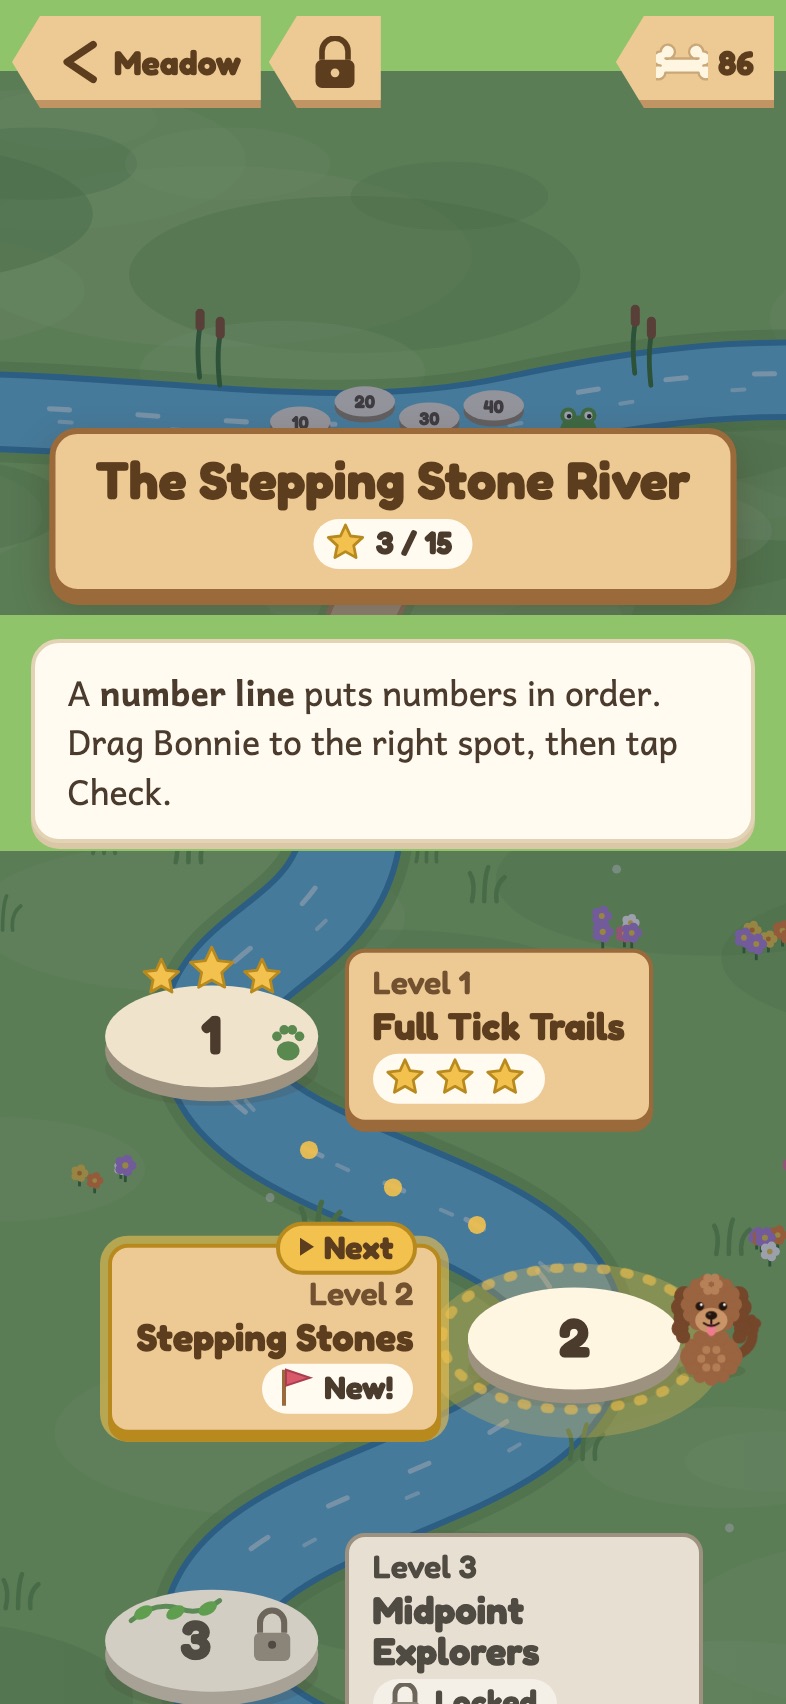 Meadow
86
20
40
10
30
The Stepping Stone River
3 / 15
A number line puts numbers in order.
Drag Bonnie to the right spot, then tap
Check.
Level 1
Full Tick Trails
1
Next
Level 2
Stepping Stones
New!
2
Level 3
Midpoint
Explorers
Locked
3